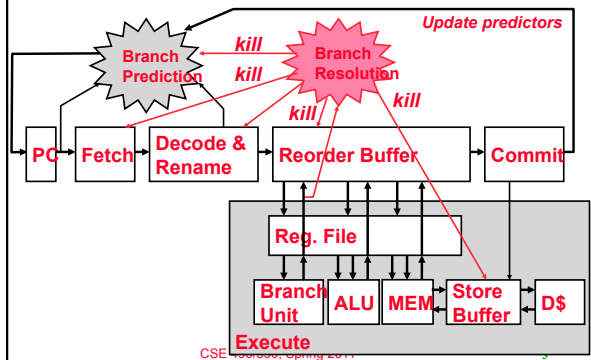 Update predictors
kill
Branch
Prediction
Branch
Resolution
kill
kill
kill
PC
Fetch
Decode &
Rename
Reorder Buffer
Commit
Reg. File
Branch
Unit
ALU
MEM
Store
Buffer
D$
Execute
CSE
Spring